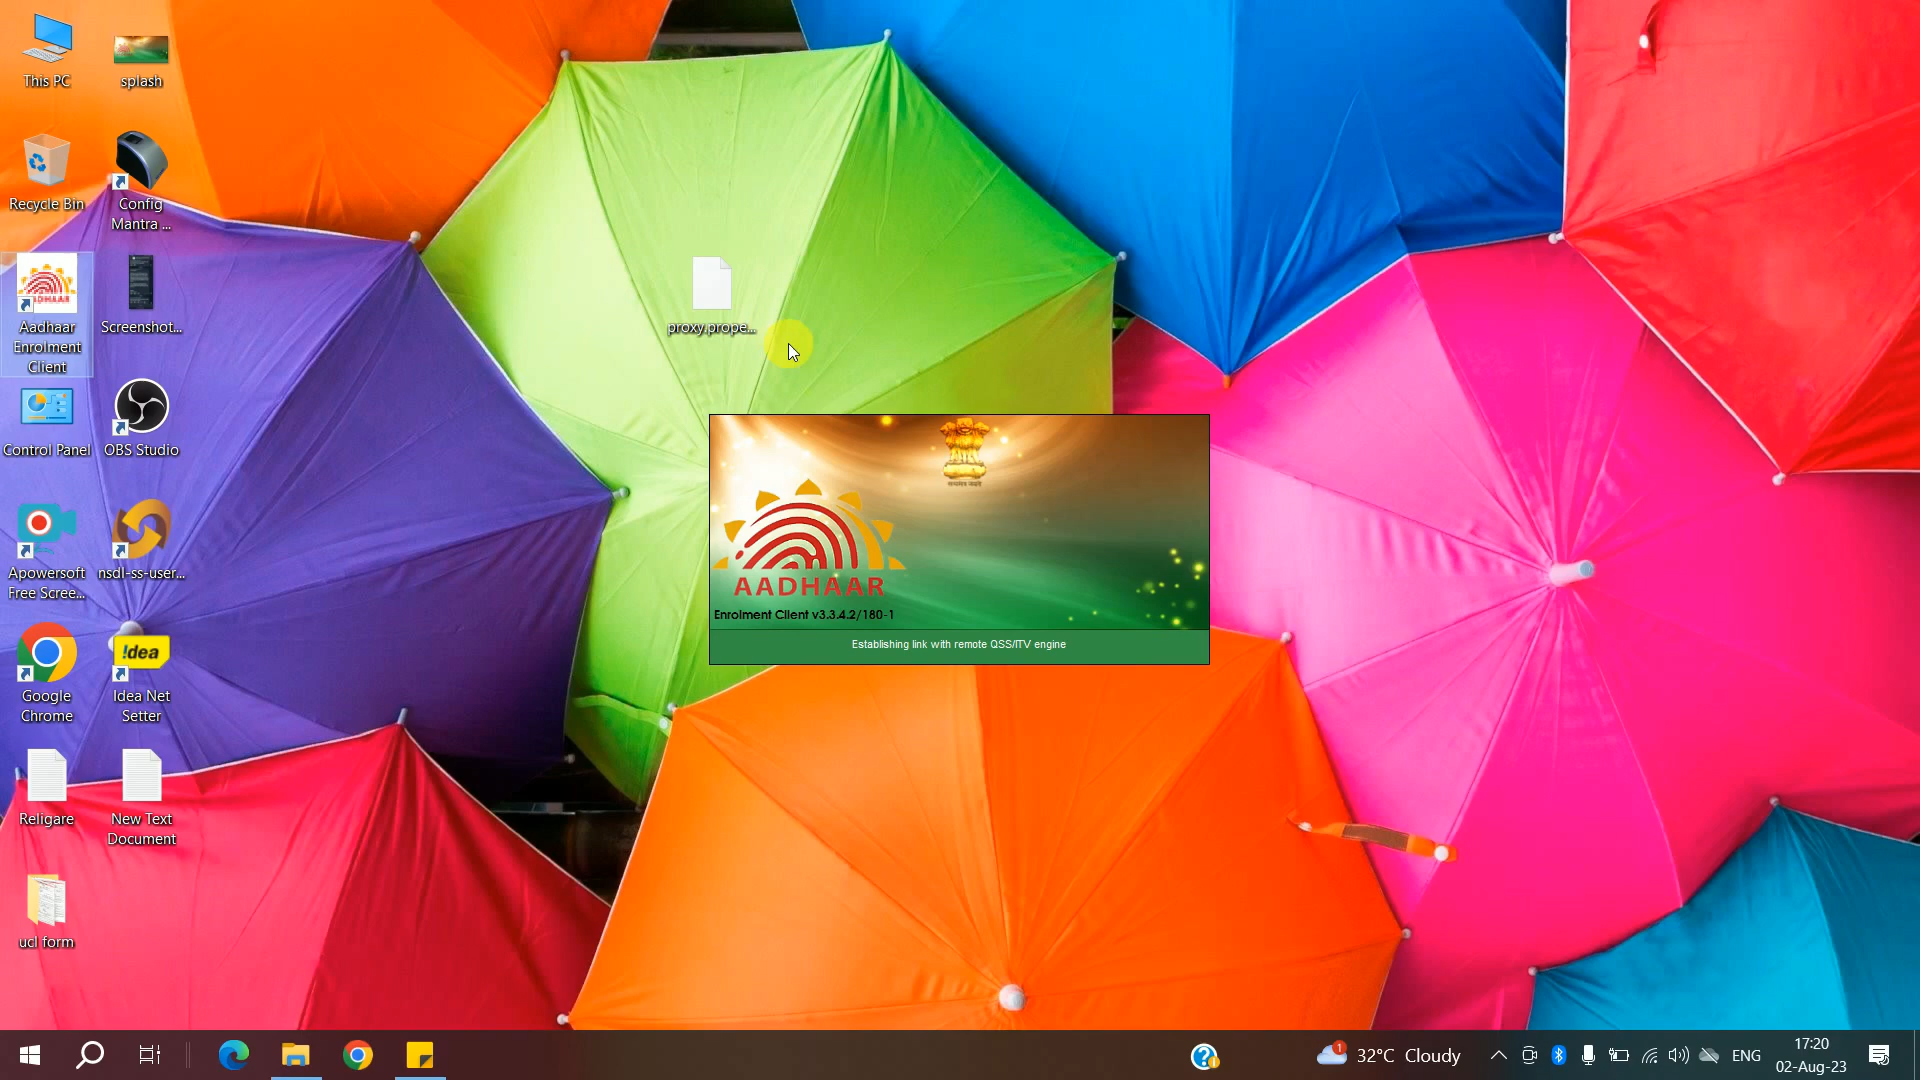 This PC
splash
Recycle Bin
Config
Mantra ...
Aadhaar
Enrolment
Client
Screenshot...
proxy.prope...
Control Panel
OBS Studio
Apowersoft
Free Scree...
nsdl-ss-user...
Google
Chrome
!dea
Idea Net
Setter
Religare
New Text
Document
ucl form
AADHAAR
Enrolment Client v3.3.4.2/180-1
Establishing link with remote QSS/ITV engine
1
32°C Cloudy
ENG
17:20
02-Aug-23